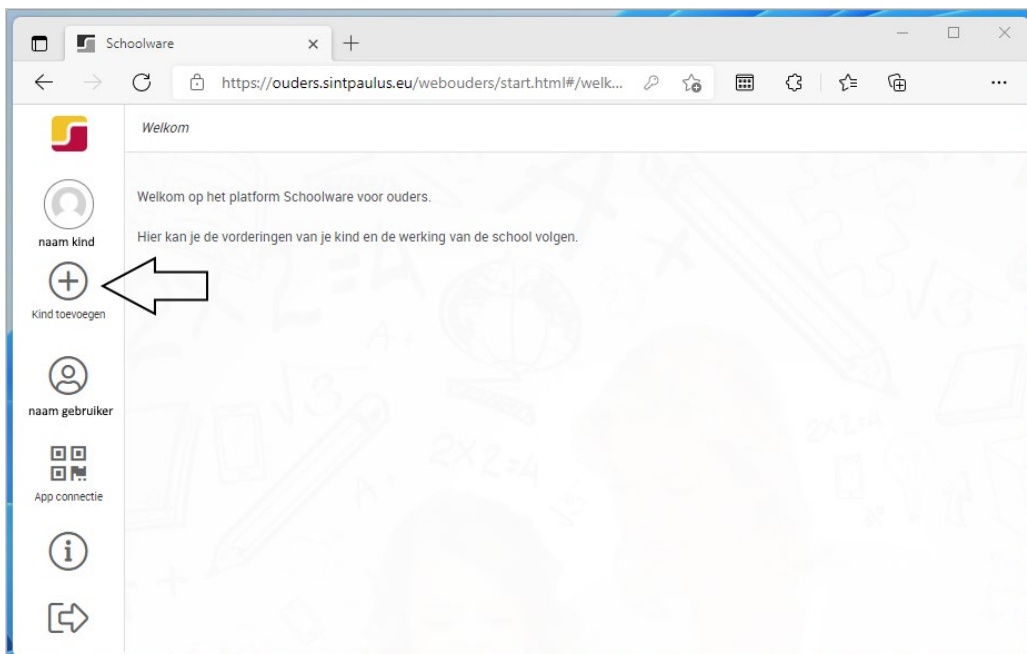 Schoolware
https://ouders.sintpaulus.eu/webouders/start.html#/welk...
Welkom
Welkom op het platform Schoolware voor ouders.
naam kind
Hier kan je de vorderingen van je kind en de werking van de school volgen.
Kind toevoegen
naam gebruiker
App connectie